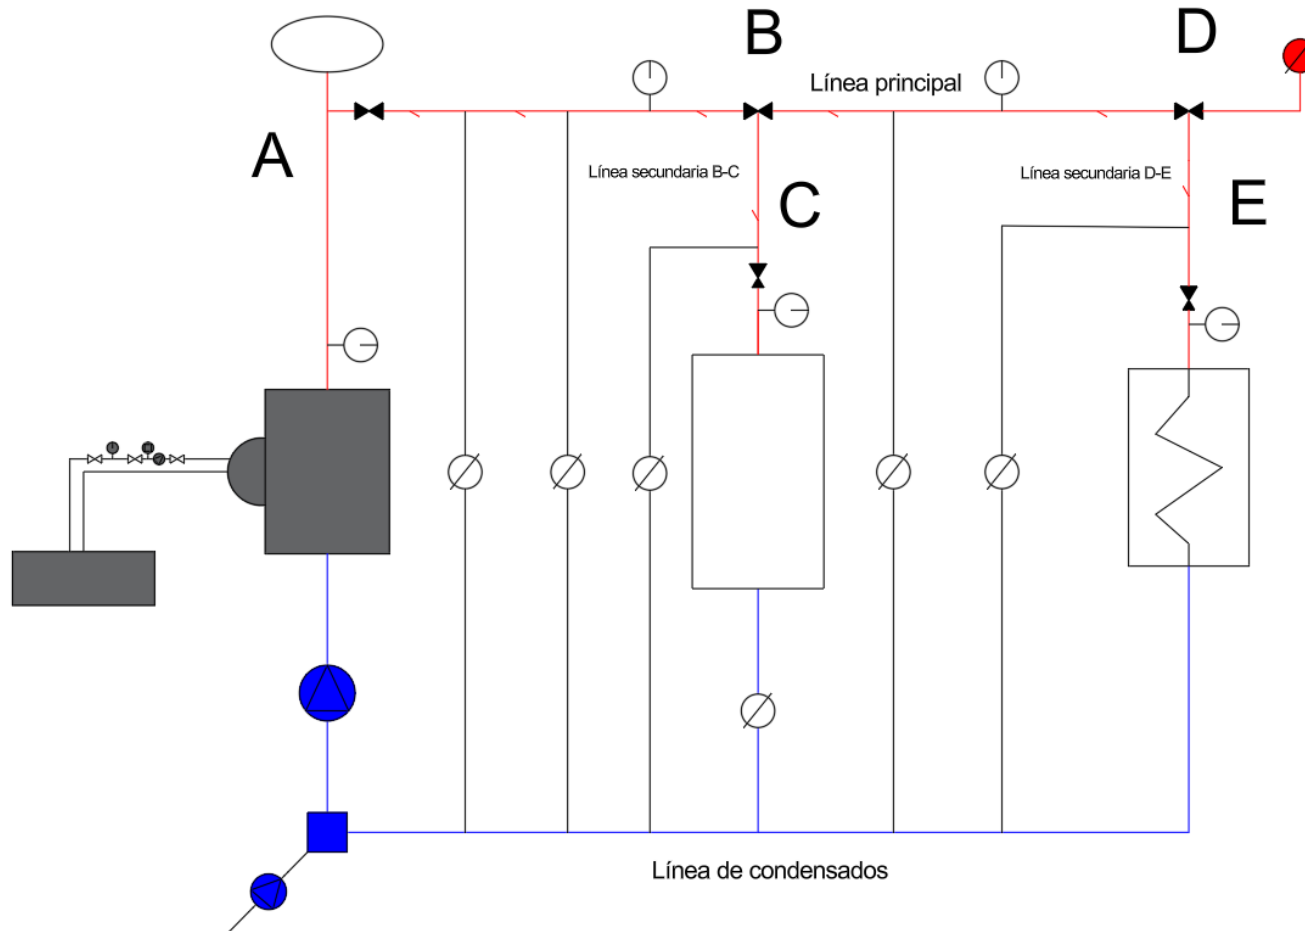 B
D
Línea principal
A
Línea secundaria B-C
Línea secundaria D-E
C
E
Línea de condensados